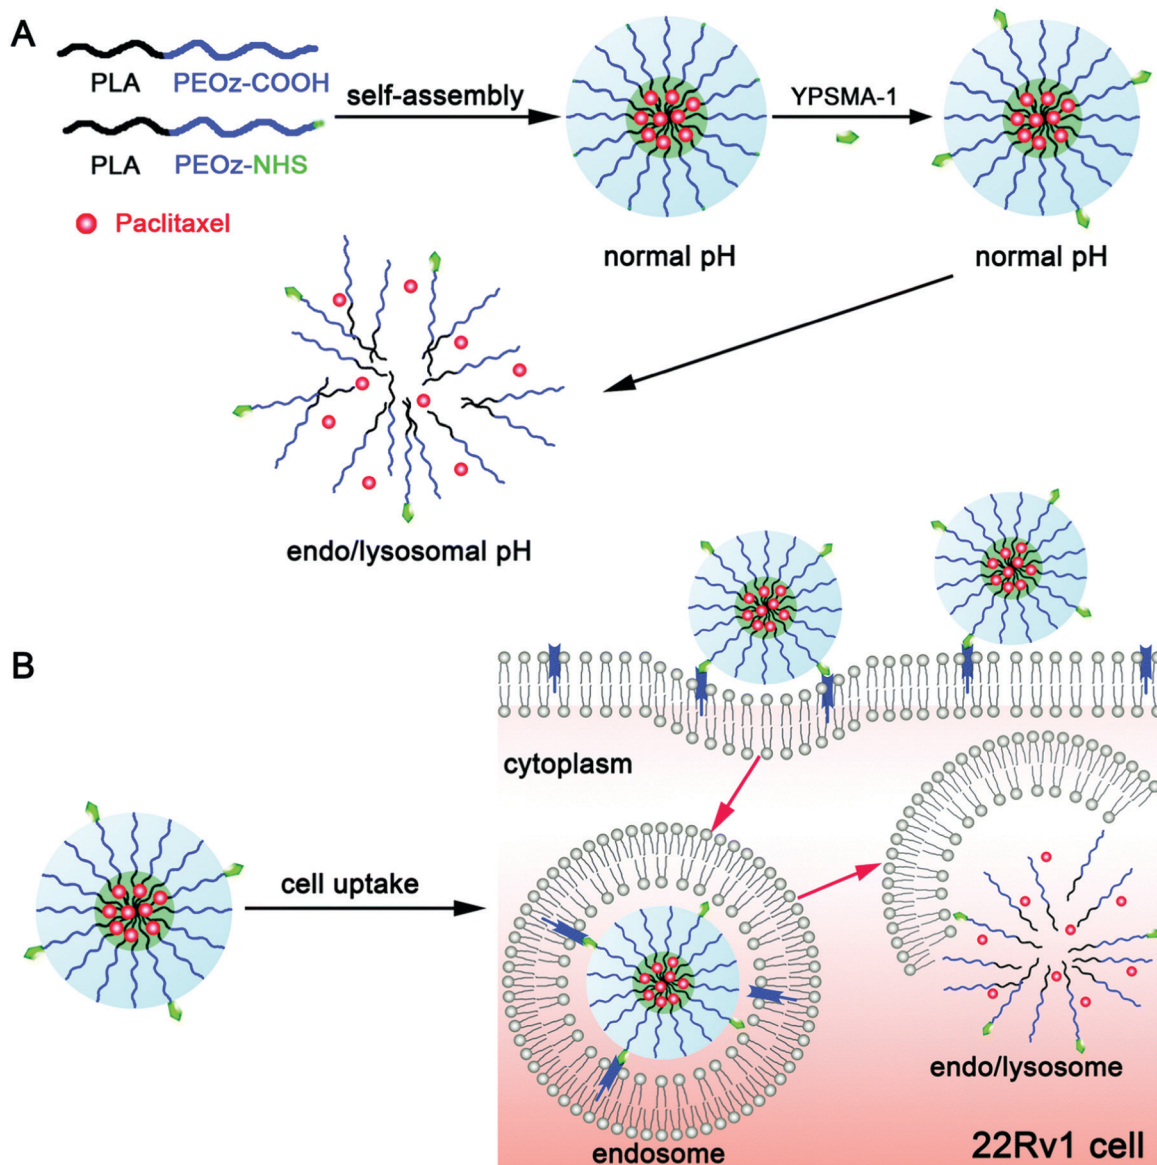 A
PLA PEOz-COOH
PLA PEOz-NHS
Paclitaxel
self-assembly
normal pH
YPSMA-1
normal pH
endo/lysosomal pH
B
cell uptake
cytoplasm
endosome
endo/lysosome
22Rv1 cell